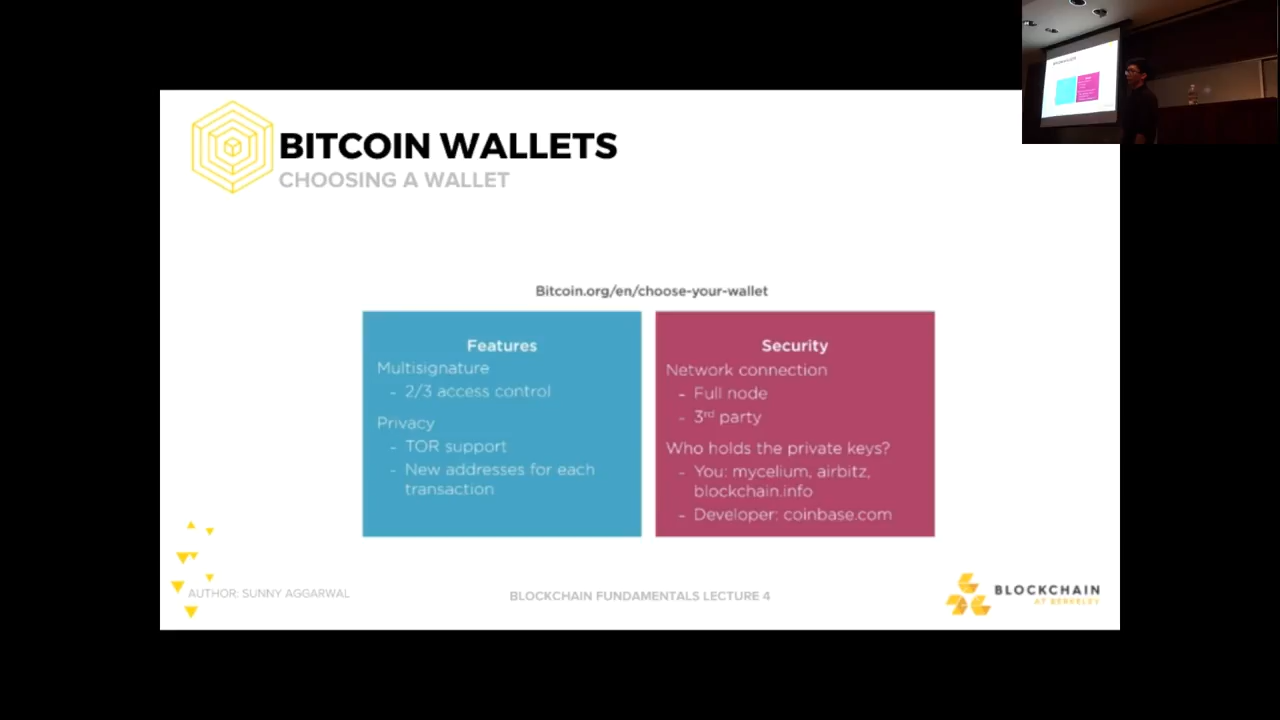 BITCOIN WALLETS
CHOOSING A WALLET
Bitcoin.org/en/choose-your-wallet
Features
Multisignature
- 2/3 access control
Privacy
- TOR support
- New addresses for each
transaction
Security
Network connection
- Full node
- 3rd party
Who holds the private keys?
- You: mycelium, airbitz,
blockchain.info
- Developer: coinbase.com
AUTHOR: SUNNY AGGARWAL
BLOCKCHAIN FUNDAMENTALS LECTURE 4
BLOCKCHAIN
AT BERKELEY